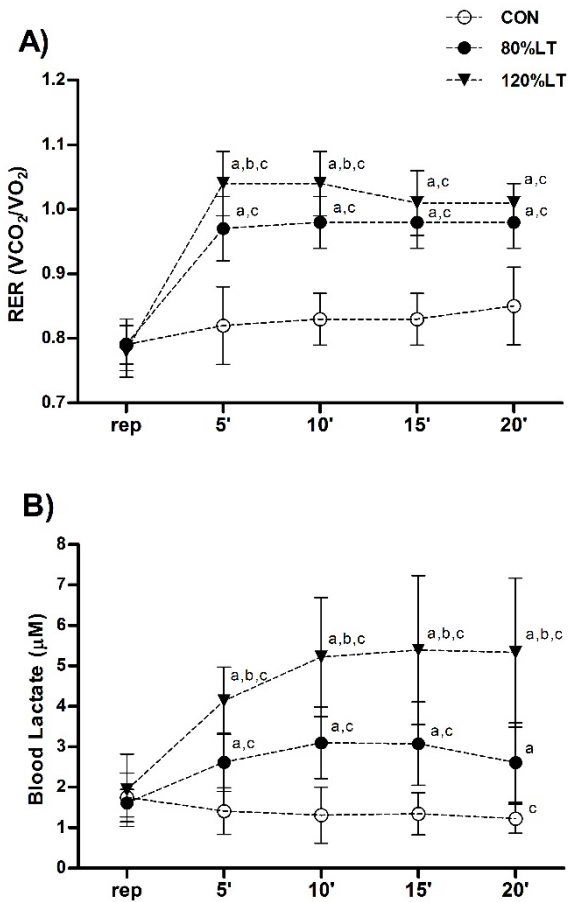 CON
80%LT
120%LT
A)
RER (VCO2/VO2)
1.2
1.1
1.0
0.9
0.8
0.7
a,b,c
a,b,c
a,c
a,c
a,c
a,c
a,c
a,c
rep
5'
10'
15'
20'
B)
Blood Lactate (μM)
8
7
6
5
4
3
2
1
0
a,b,c
a,b,c
a,b,c
a,b,c
a,c
a,c
a,c
a
c
rep
5'
10'
15'
20'